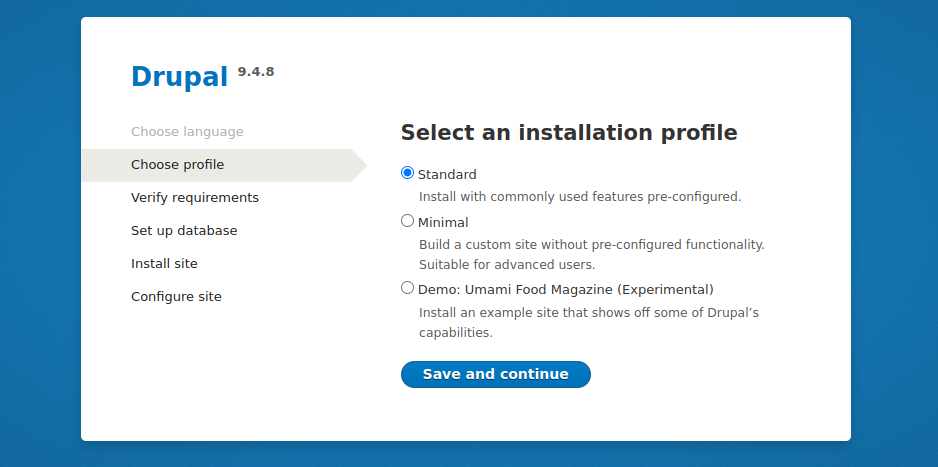 Drupal 9.4.8
Choose language
Choose profile
Verify requirements
Set up database
Install site
Configure site
Select an installation profile
Standard
Install with commonly used features pre-configured.
Minimal
Build a custom site without pre-configured functionality.
Suitable for advanced users.
Demo: Umami Food Magazine (Experimental)
Install an example site that shows off some of Drupal’s
capabilities.
Save and continue